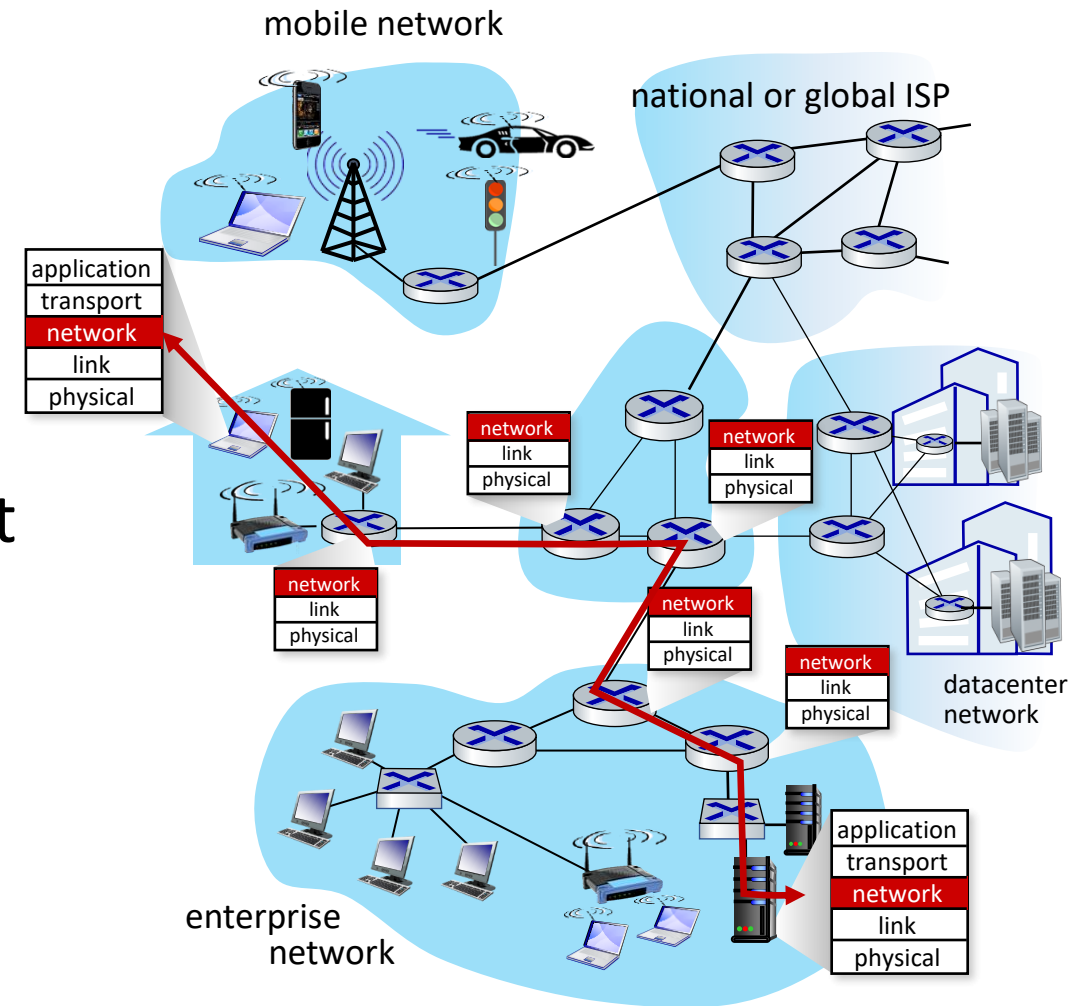 mobile network
national or global ISP
application
transport
network
link
physical
network
link
physical
network
link
physical
t
network
link
physical
network
link
physical
network
link
physical
datacenter
network
application
transport
network
link
physical
enterprise
network